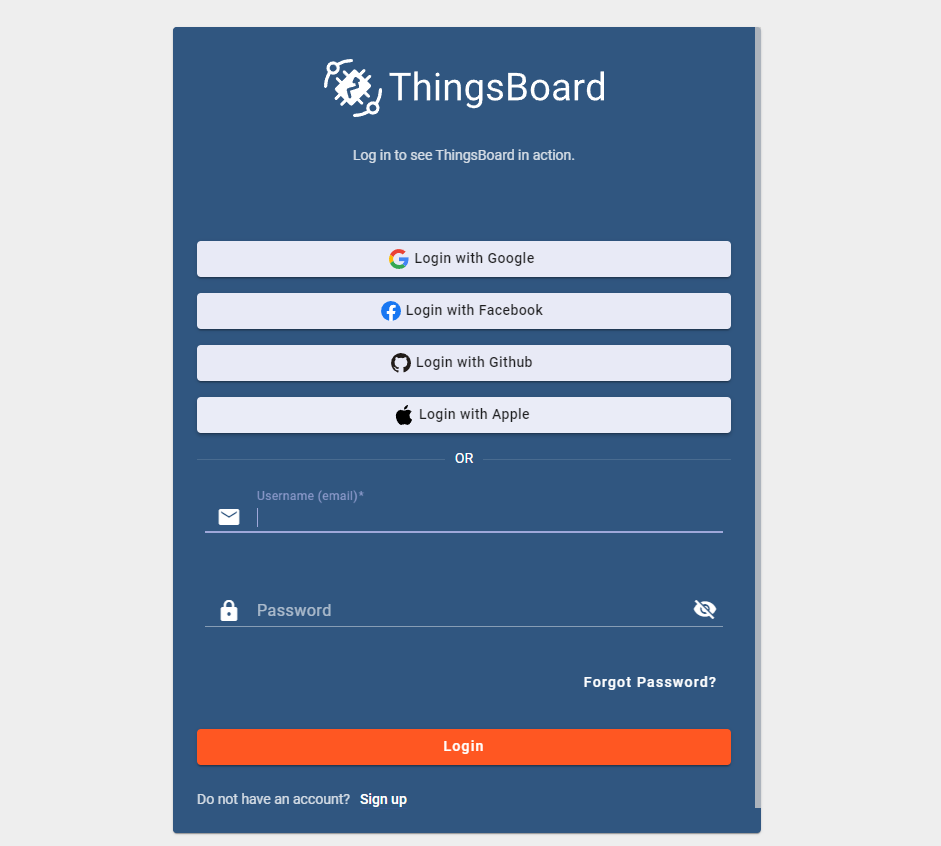 ThingsBoard
Log in to see ThingsBoard in action.
Login with Google
Login with Facebook
Login with Github
Login with Apple
OR
Username (email)*
Password
Forgot Password?
Login
Do not have an account? Sign up